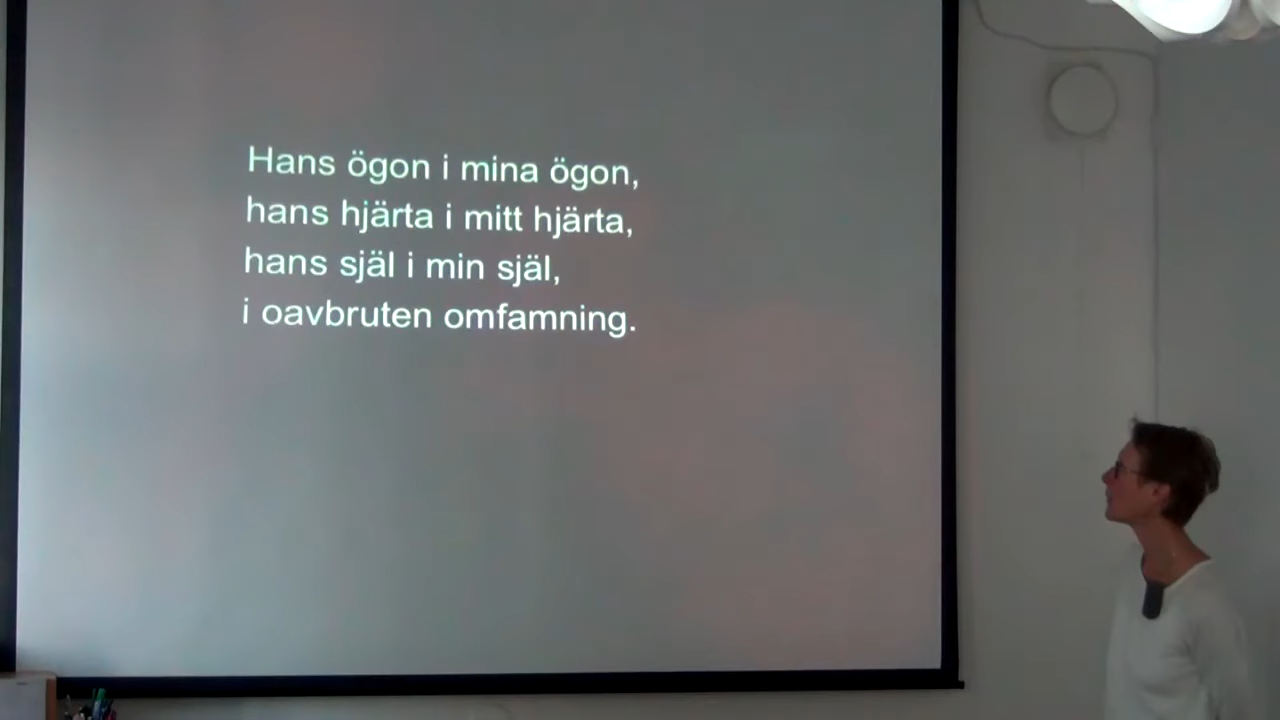 Hans ögon i mina ögon,
hans hjärta i mitt hjärta,
hans själ i min själ,
i oavbruten omfamning.